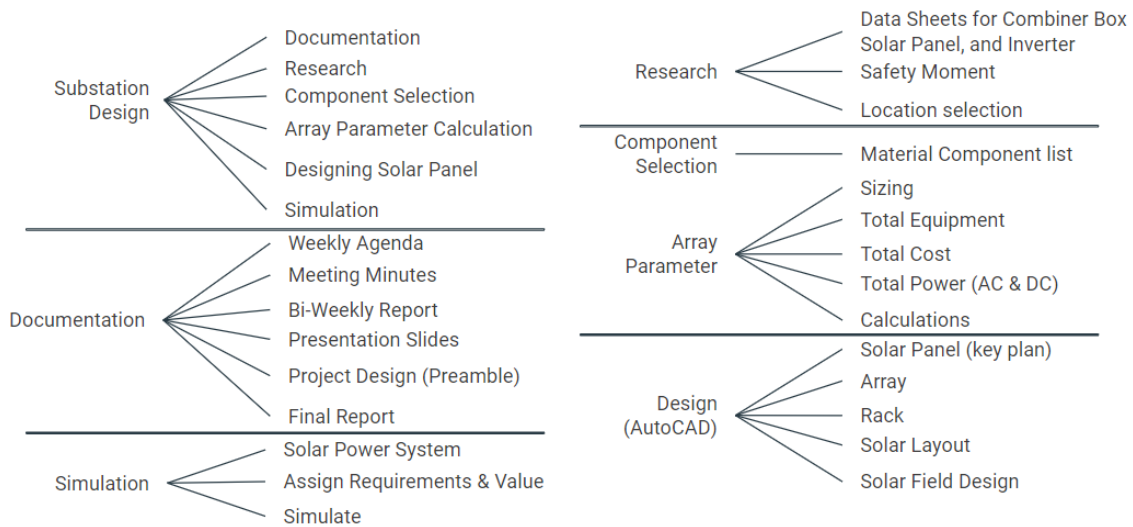 Substation
Design
Documentation
Research
Component Selection
Array Parameter Calculation
Designing Solar Panel
Simulation
Documentation
Weekly Agenda
Meeting Minutes
Bi-Weekly Report
Presentation Slides
Project Design (Preamble)
Final Report
Simulation
Solar Power System
Assign Requirements & Value
Simulate
Research
Data Sheets for Combiner Box
Solar Panel, and Inverter
Safety Moment
Location selection
Component
Selection
Material Component list
Array
Parameter
Sizing
Total Equipment
Total Cost
Total Power (AC & DC)
Calculations
Design
(AutoCAD)
Solar Panel (key plan)
Array
Rack
Solar Layout
Solar Field Design